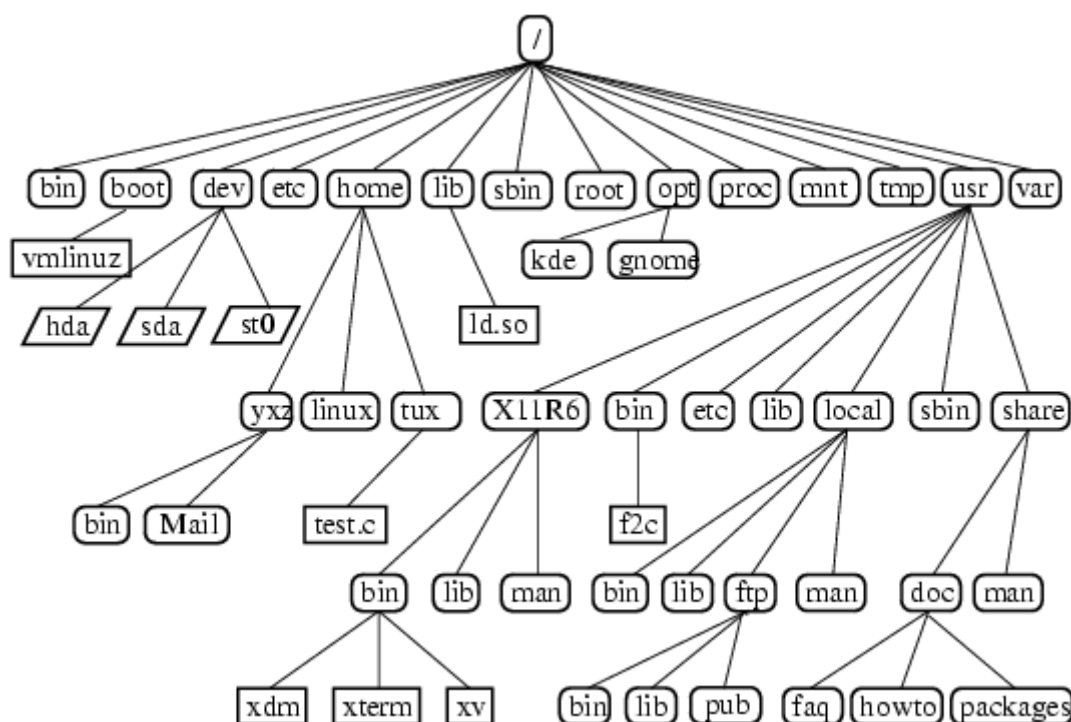 /
bin boot dev etc home lib sbin root opt proc mnt tmp usr var
vmlinuz kde gnome
hda sda st0 ld.so
yxz linux tux X11R6 bin etc lib local sbin share
bin Mail test.c f2c
bin lib man bin lib ftp man doc man
xdm xterm xv bin lib pub faq howto packages